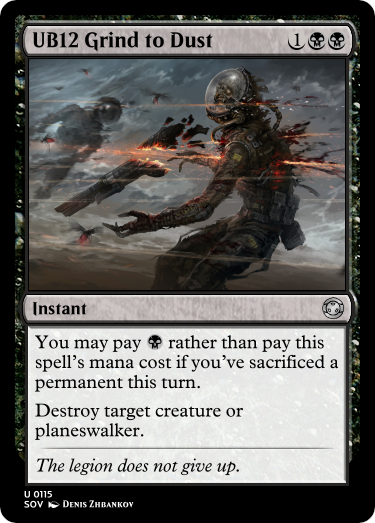 UB12 Grind to Dust 1
Instant
You may pay rather than pay this
spell's mana cost if you've sacrificed a
permanent this turn.
Destroy target creature or
planeswalker.
The legion does not give up.
U 0115
SOV Denis Zhbankov